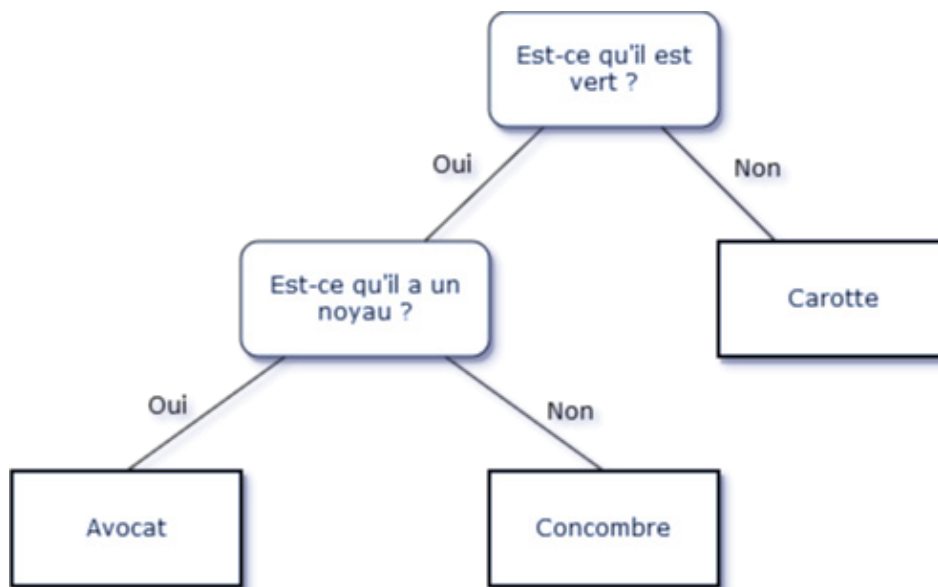 Est-ce qu'il est
vert ?
Oui
Non
Est-ce qu'il a un
noyau ?
Carotte
Oui
Non
Avocat
Concombre